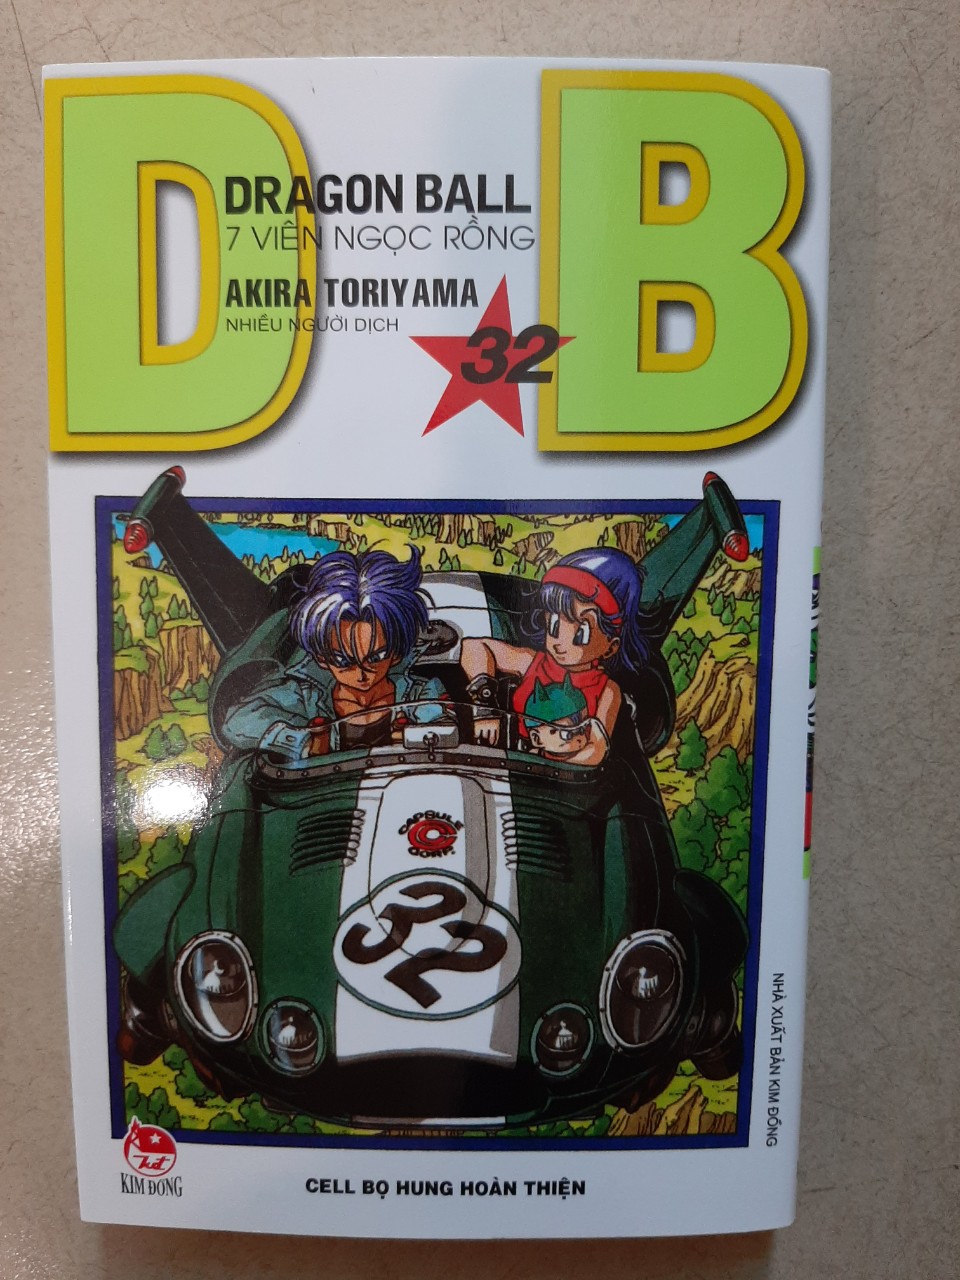 D B
DRAGON BALL
7 VIÊN NGỌC RỒNG
AKIRA TORIYAMA
NHIỀU NGƯỜI DỊCH
32
CAPSULE
C
CORP.
32
NHÀ XUẤT BẢN KIM ĐỒNG
KIM ĐỒNG
CELL BỌ HUNG HOÀN THIỆN